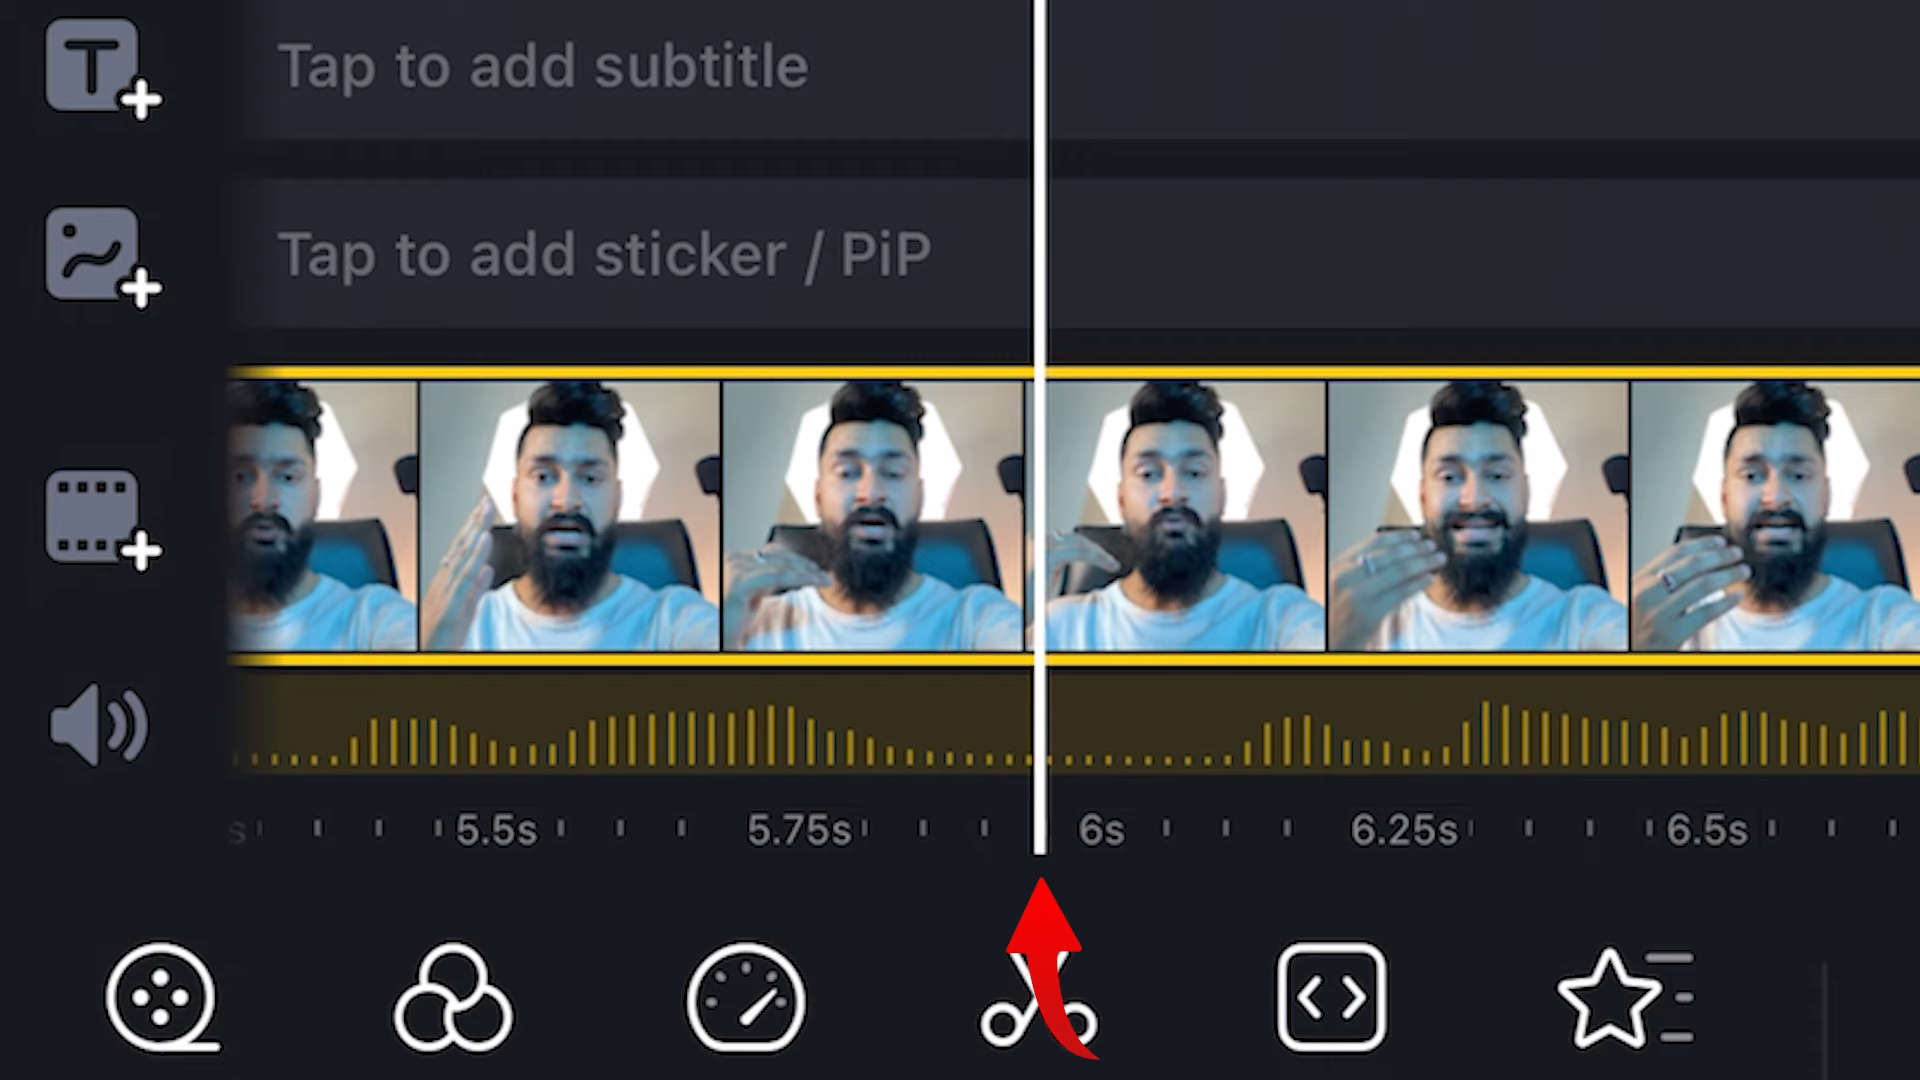 T
Tap to add subtitle
Tap to add sticker / PiP
s 5.5s 5.75s 6s 6.25s 6.5s